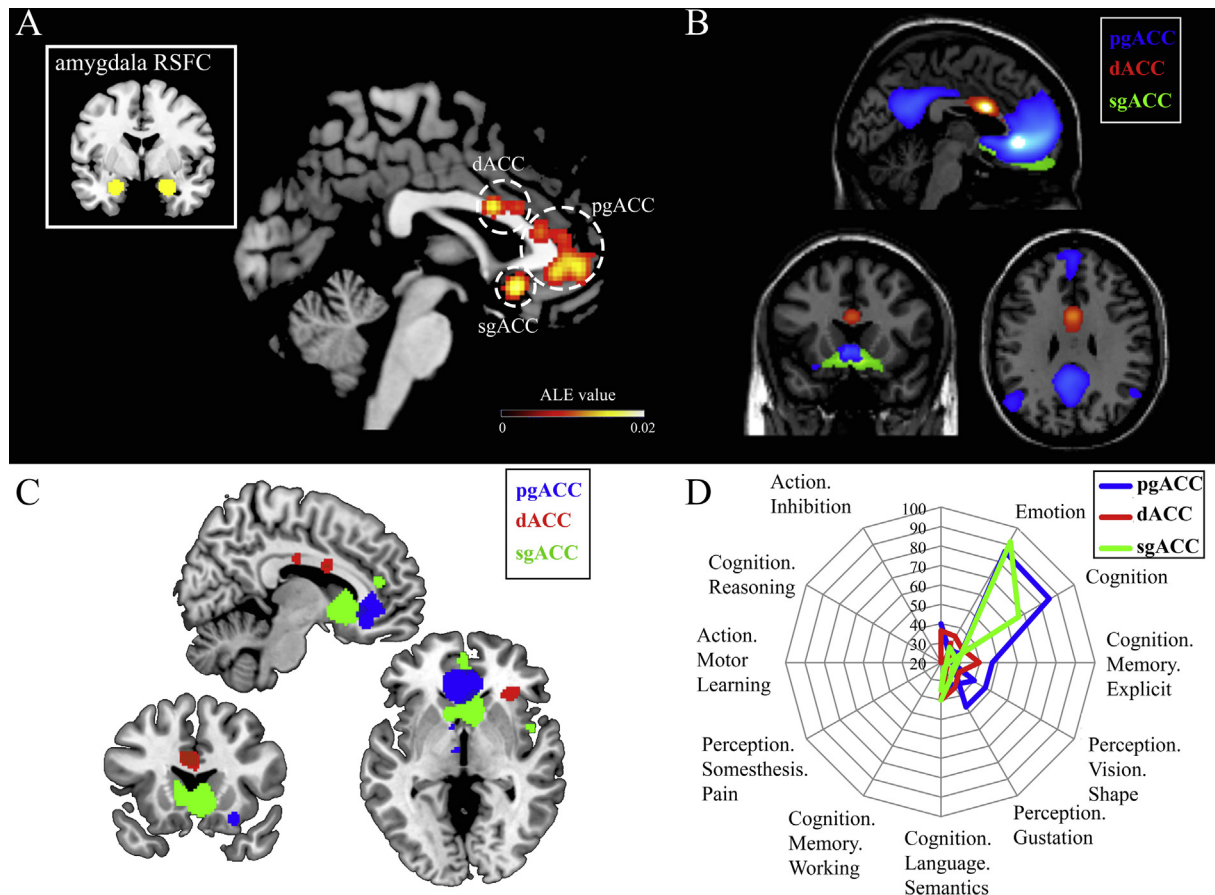 A
amygdala RSFC
dACC
pgACC
sgACC
ALE value
0
0.02
B
pgACC
dACC
sgACC
C
pgACC
dACC
sgACC
D
pgACC
dACC
sgACC
Action.
Inhibition
Emotion
Cognition.
Reasoning
Cognition
Action.
Motor
Learning
Cognition.
Memory.
Explicit
Perception.
Somesthesis.
Pain
Perception.
Vision.
Shape
Cognition.
Memory.
Working
Cognition.
Language.
Semantics
Perception.
Gustation
100
90
80
70
60
50
40
30
20